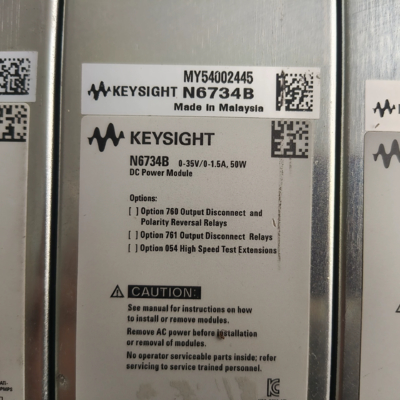 MY54002445
KEYSIGHT N6734B
Made in Malaysia
KEYSIGHT
N6734B 0-35V/0-1.5A, 50W
DC Power Module
Options:
[ ] Option 760 Output Disconnect and
Polarity Reversal Relays
[ ] Option 761 Output Disconnect Relays
[ ] Option 054 High Speed Test Extensions
CAUTION:
See manual for instructions on how
to install or remove modules.
Remove AC power before installation
or removal of modules.
No operator serviceable parts inside; refer
servicing to service trained personnel.